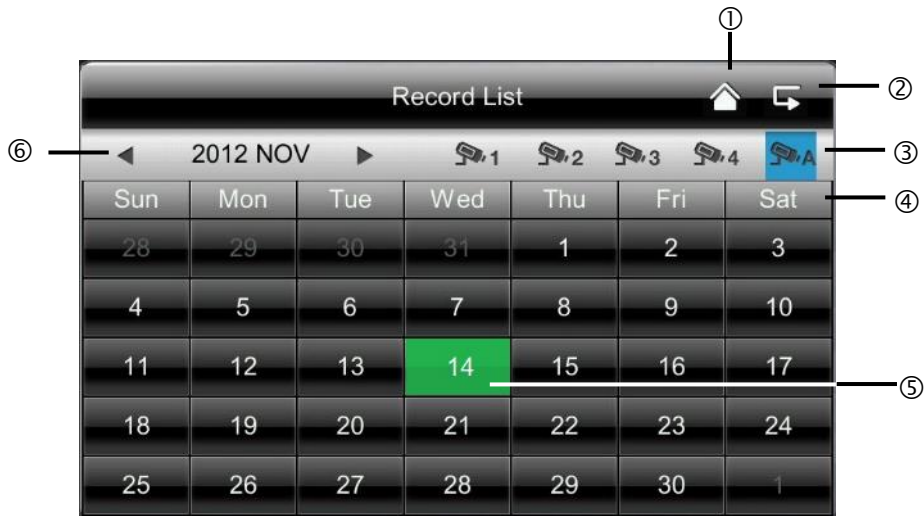 ①
Record List
②
⑥ 2012 NOV 1 2 3 4 A ③
Sun Mon Tue Wed Thu Fri Sat ④
28 29 30 31 1 2 3
4 5 6 7 8 9 10
11 12 13 14 15 16 17
⑤
18 19 20 21 22 23 24
25 26 27 28 29 30 1